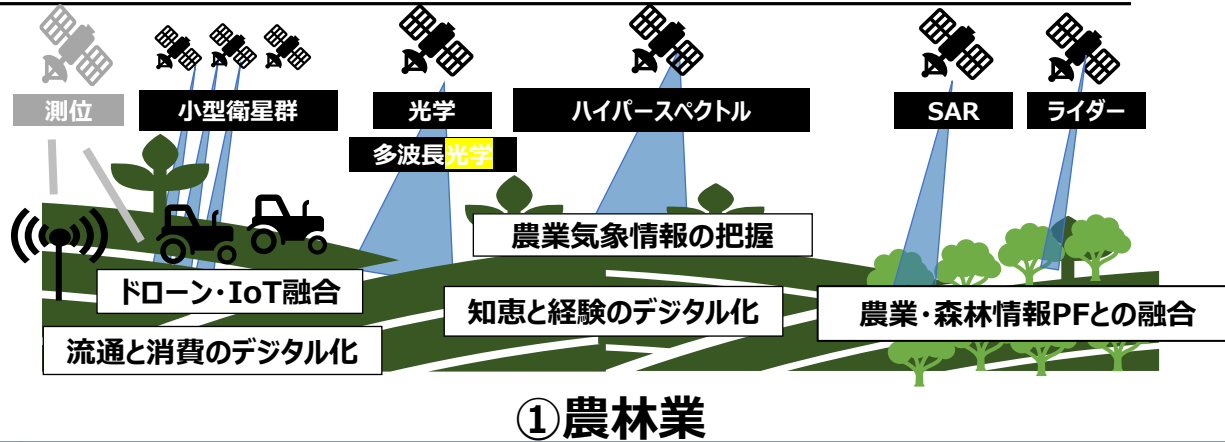 測位
小型衛星群
光学
ハイパースペクトル
SAR
ライダー
多波長光学
農業気象情報の把握
ドローン・IoT融合
知恵と経験のデジタル化
農業・森林情報PFとの融合
流通と消費のデジタル化
①農林業